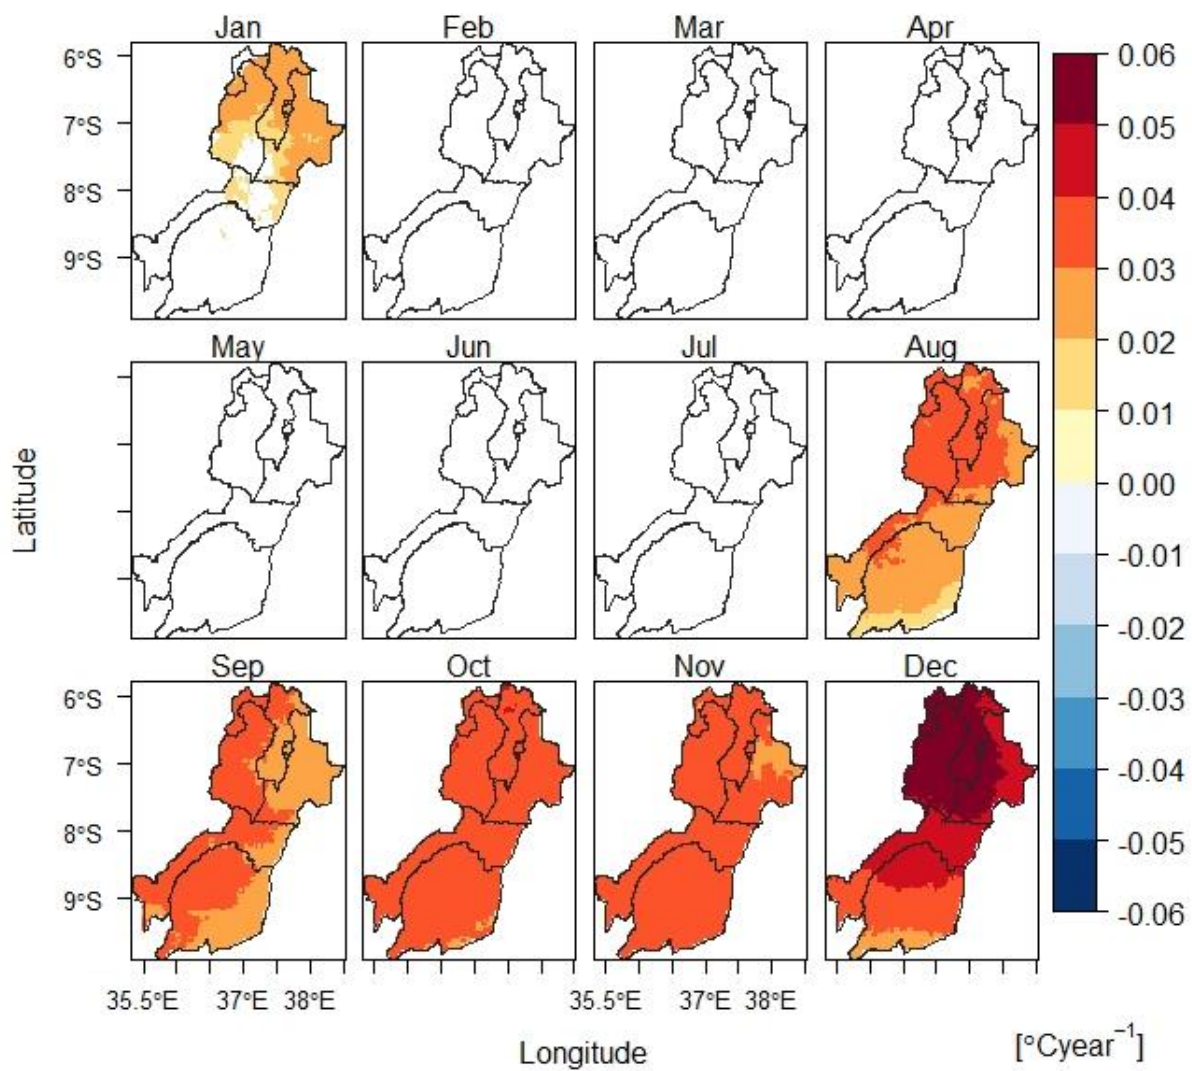 Jan Feb Mar Apr
6°S
7°S
8°S
9°S
May Jun Jul Aug
Sep Oct Nov Dec
6°S
7°S
8°S
9°S
35.5°E 37°E 38°E 35.5°E 37°E 38°E
Latitude
Longitude
0.06
0.05
0.04
0.03
0.02
0.01
0.00
-0.01
-0.02
-0.03
-0.04
-0.05
-0.06
[°Cyear⁻¹]